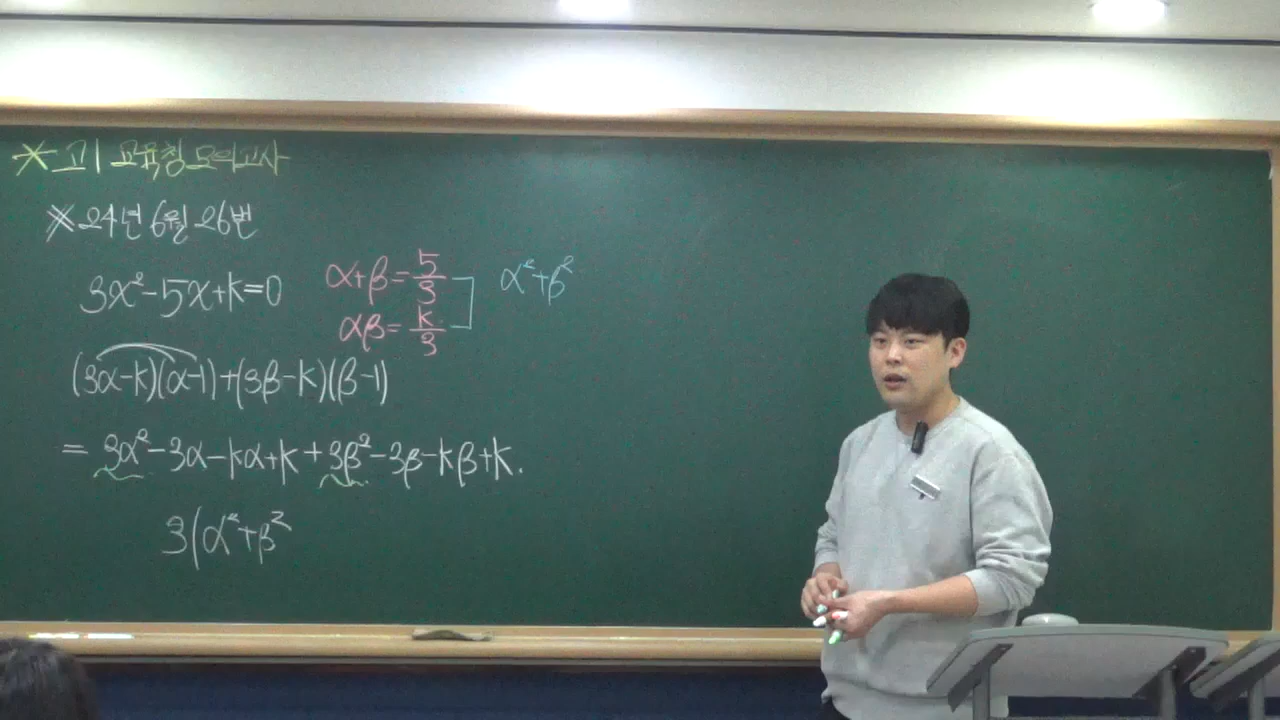 ※ 고1 교육청 모의고사
※ 24년 6월 26번
3x²-5x+k=0
α+β=5/3
αβ=k/3
α²+β²
(3α-k)(α-1)+(3β-k)(β-1)
= 3α²-3α-kα+k+3β²-3β-kβ+k.
3(α²+β²